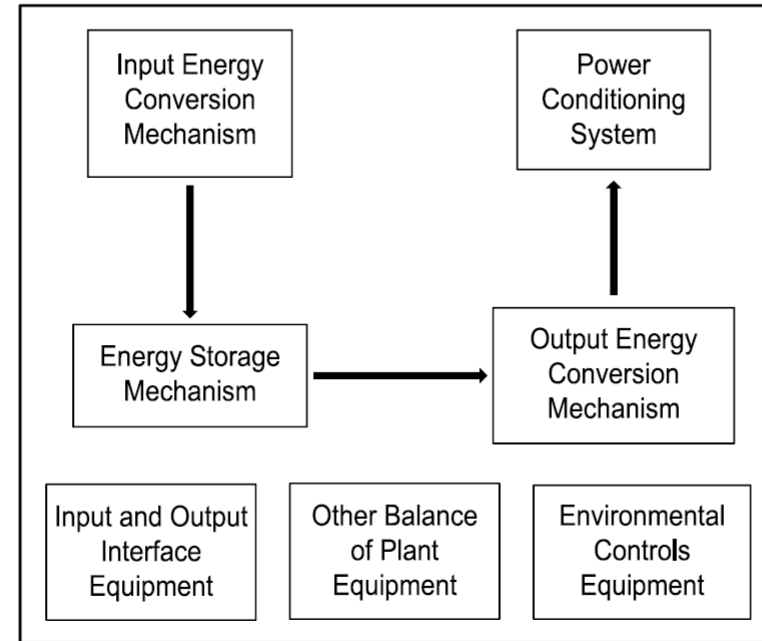 Input Energy
Conversion
Mechanism
Power
Conditioning
System
Energy Storage
Mechanism
Output Energy
Conversion
Mechanism
Input and Output
Interface
Equipment
Other Balance
of Plant
Equipment
Environmental
Controls
Equipment